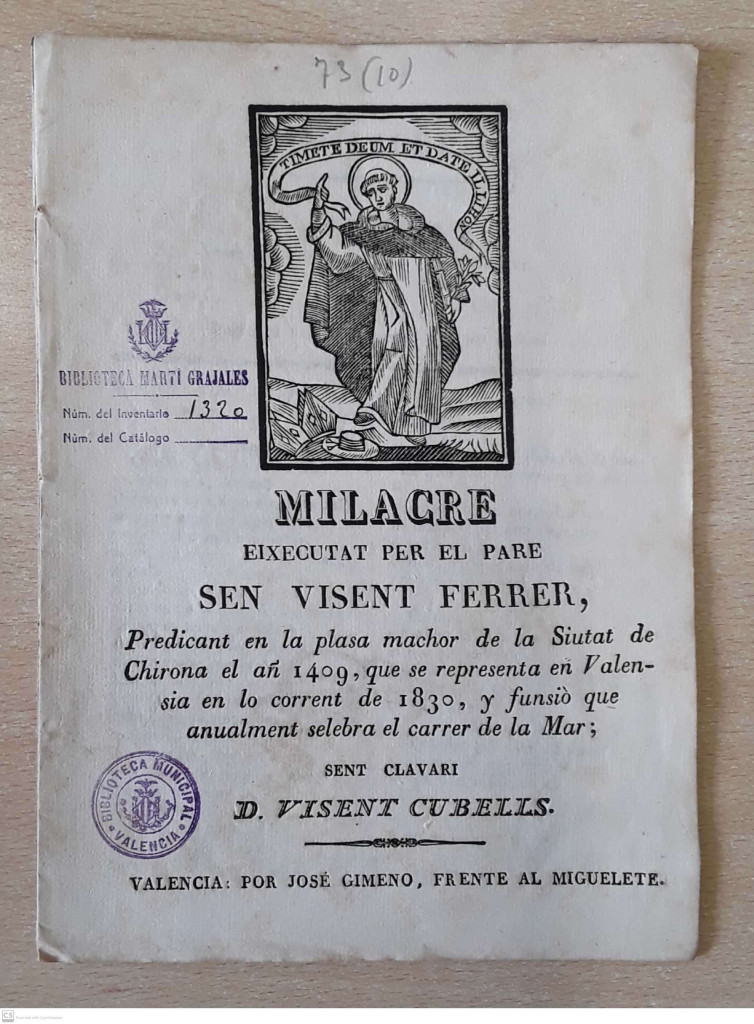 73 (10)
TIMETE DEUM ET DATE ILLI HON
BIBLIOTECA MARTI GRAJALES
Núm. del Inventario 1320
Núm. del Catálogo
MILACRE
EIXECUTAT PER EL PARE
SEN VISENT FERRER,
Predicant en la plasa machor de la Siutat de
Chirona el añ 1409, que se representa en Valen-
sia en lo corrent de 1830, y funsiò que
anualment selebra el carrer de la Mar;
SENT CLAVARI
D. VISENT CUBELLS.
BIBLIOTECA MUNICIPAL
VALENCIA
VALENCIA: POR JOSÉ GIMENO, FRENTE AL MIGUELETE.
CS